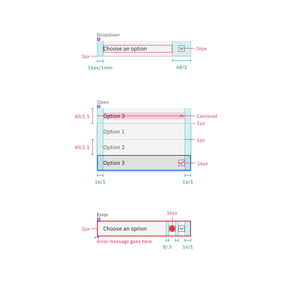 Dropdown
Choose an option
16px
1px
16px/1rem
48/3
Open
Option 3
Centered
40/2.5
1px
Option 1
1px
40/2.5
Option 2
Option 3
16px
16/1
16/1
Error
16px
Choose an option
2px
Error message goes here
8/.5
16/1